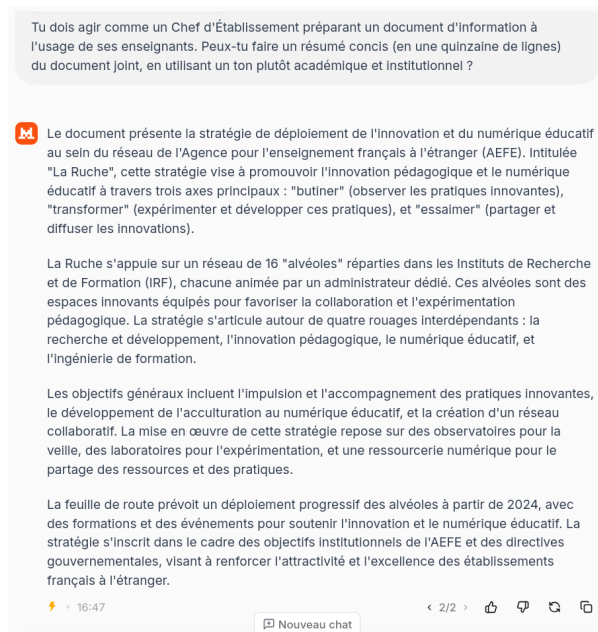 Tu dois agir comme un Chef d'Établissement préparant un document d'information à
l'usage de ses enseignants. Peux-tu faire un résumé concis (en une quinzaine de lignes)
du document joint, en utilisant un ton plutôt académique et institutionnel ?
Le document présente la stratégie de déploiement de l'innovation et du numérique éducatif
au sein du réseau de l'Agence pour l'enseignement français à l'étranger (AEFE). Intitulée
"La Ruche", cette stratégie vise à promouvoir l'innovation pédagogique et le numérique
éducatif à travers trois axes principaux : "butiner" (observer les pratiques innovantes),
"transformer" (expérimenter et développer ces pratiques), et "essaimer" (partager et
diffuser les innovations).
La Ruche s'appuie sur un réseau de 16 "alvéoles" réparties dans les Instituts de Recherche
et de Formation (IRF), chacune animée par un administrateur dédié. Ces alvéoles sont des
espaces innovants équipés pour favoriser la collaboration et l'expérimentation
pédagogique. La stratégie s'articule autour de quatre rouages interdépendants : la
recherche et développement, l'innovation pédagogique, le numérique éducatif, et
l'ingénierie de formation.
Les objectifs généraux incluent l'impulsion et l'accompagnement des pratiques innovantes,
le développement de l'acculturation au numérique éducatif, et la création d'un réseau
collaboratif. La mise en œuvre de cette stratégie repose sur des observatoires pour la
veille, des laboratoires pour l'expérimentation, et une ressourcerie numérique pour le
partage des ressources et des pratiques.
La feuille de route prévoit un déploiement progressif des alvéoles à partir de 2024, avec
des formations et des événements pour soutenir l'innovation et le numérique éducatif. La
stratégie s'inscrit dans le cadre des objectifs institutionnels de l'AEFE et des directives
gouvernementales, visant à renforcer l'attractivité et l'excellence des établissements
français à l'étranger.
16:47
2/2
Nouveau chat